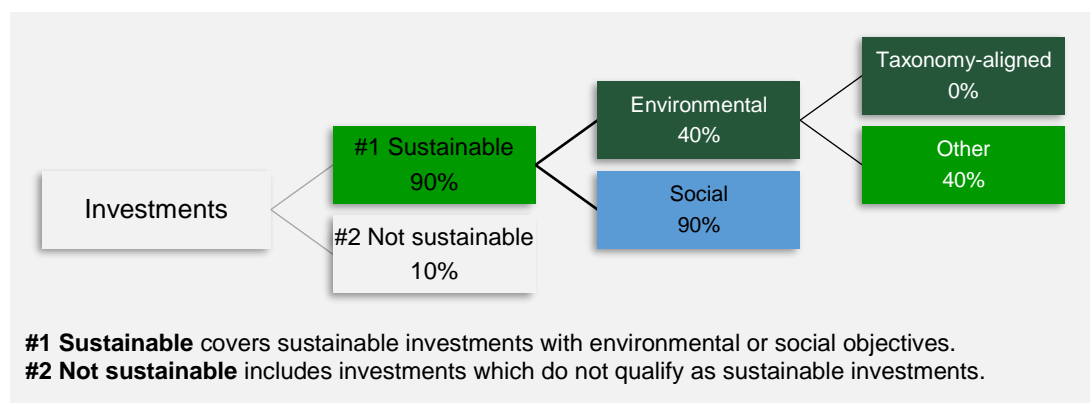 Investments
#1 Sustainable
90%
#2 Not sustainable
10%
Environmental
40%
Social
90%
Taxonomy-aligned
0%
Other
40%
#1 Sustainable covers sustainable investments with environmental or social objectives.
#2 Not sustainable includes investments which do not qualify as sustainable investments.